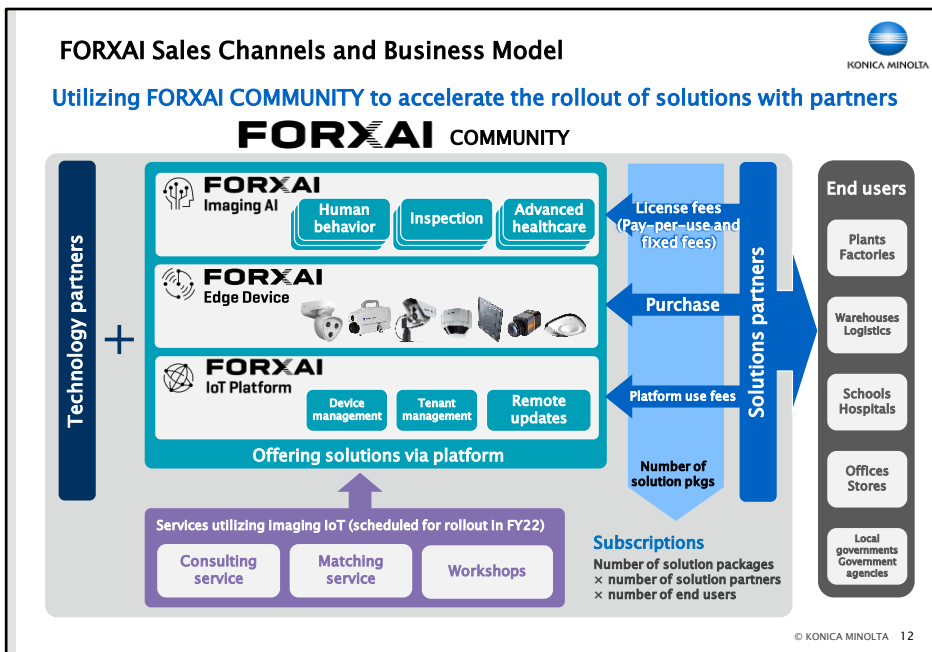 FORXAI Sales Channels and Business Model
KONICA MINOLTA
Utilizing FORXAI COMMUNITY to accelerate the rollout of solutions with partners
FORXAI COMMUNITY
Technology partners
+
FORXAI
Imaging AI
Human
behavior
Inspection
Advanced
healthcare
FORXAI
Edge Device
FORXAI
IoT Platform
Device
management
Tenant
management
Remote
updates
Offering solutions via platform
Services utilizing imaging IoT (scheduled for rollout in FY22)
Consulting
service
Matching
service
Workshops
License fees
(Pay-per-use and
fixed fees)
Purchase
Platform use fees
Number of
solution pkgs
Solutions partners
Subscriptions
Number of solution packages
× number of solution partners
× number of end users
End users
Plants
Factories
Warehouses
Logistics
Schools
Hospitals
Offices
Stores
Local
governments
Government
agencies
© KONICA MINOLTA 12